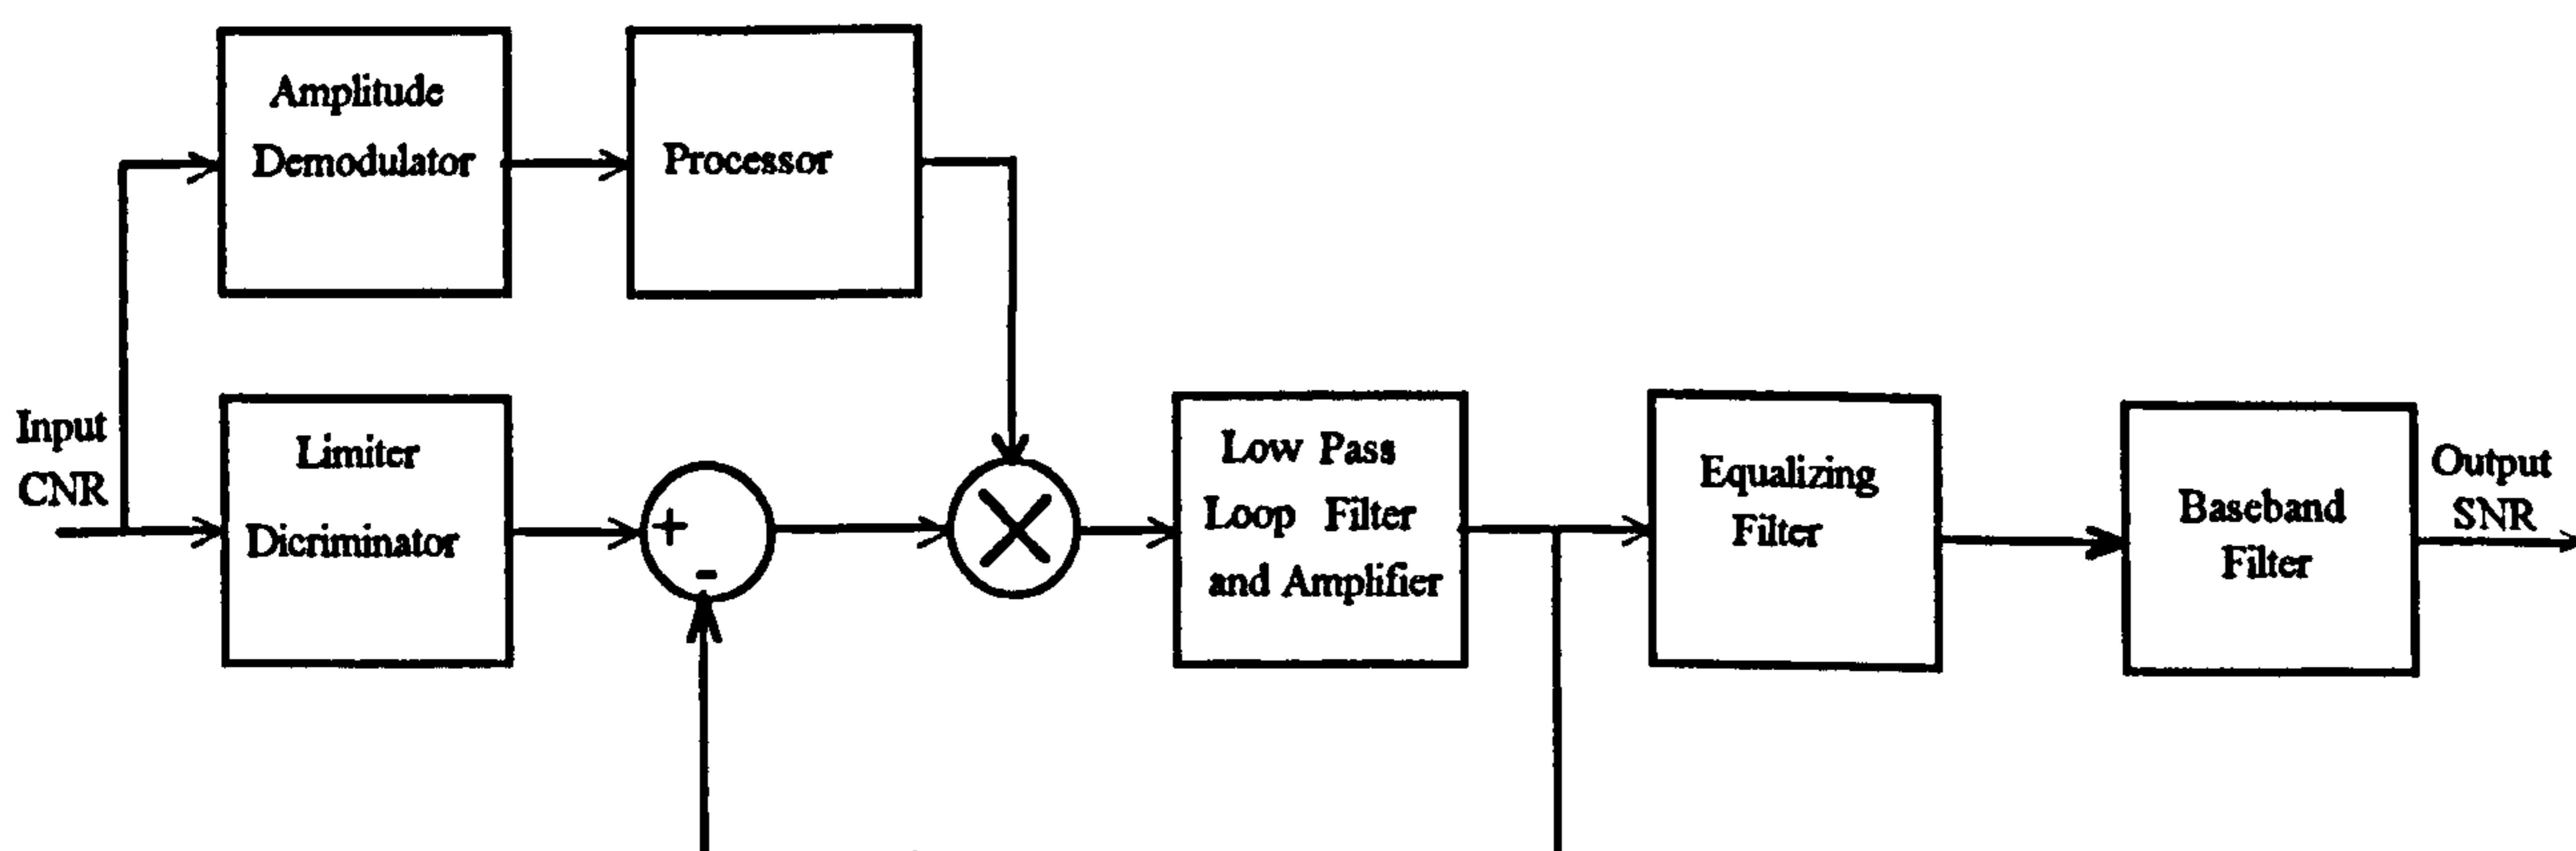 Amplitude
Demodulator
Processor
Input
CNR
Limiter
Dicriminator
+
-
Low Pass
Loop Filter
and Amplifier
Equalizing
Filter
Baseband
Filter
Output
SNR